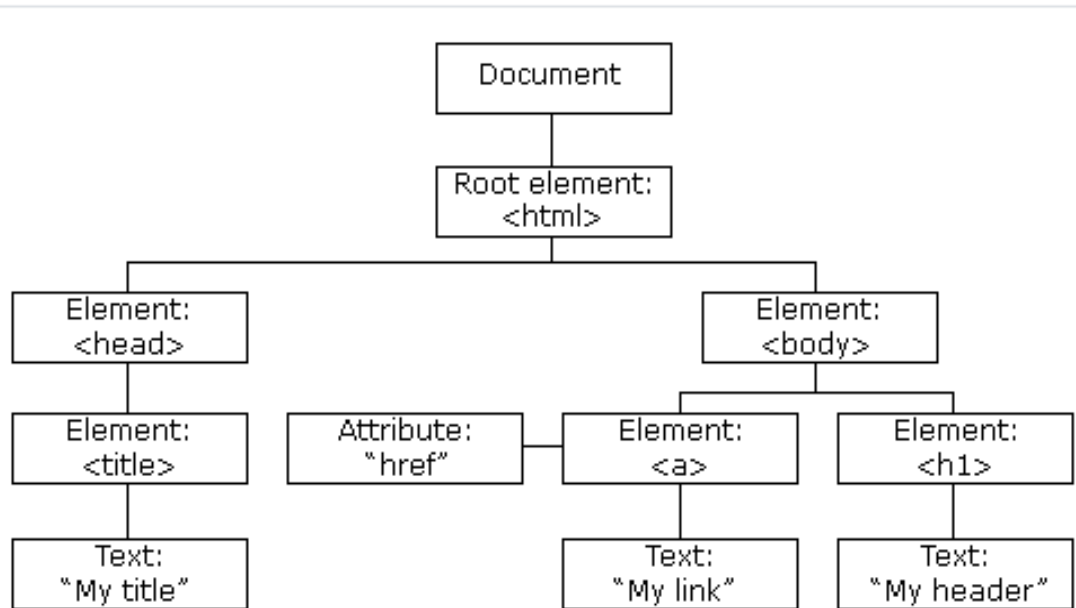 Document
Root element:
<html>
Element:
<head>
Element:
<body>
Element:
<title>
Attribute:
“href”
Element:
<a>
Element:
<h1>
Text:
“My title”
Text:
“My link”
Text:
“My header”